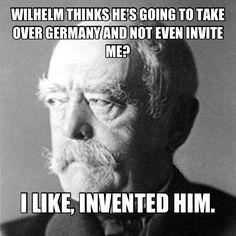 WILHELM THINKS HE'S GOING TO TAKE
OVER GERMANY AND NOT EVEN INVITE
ME?
I LIKE, INVENTED HIM.